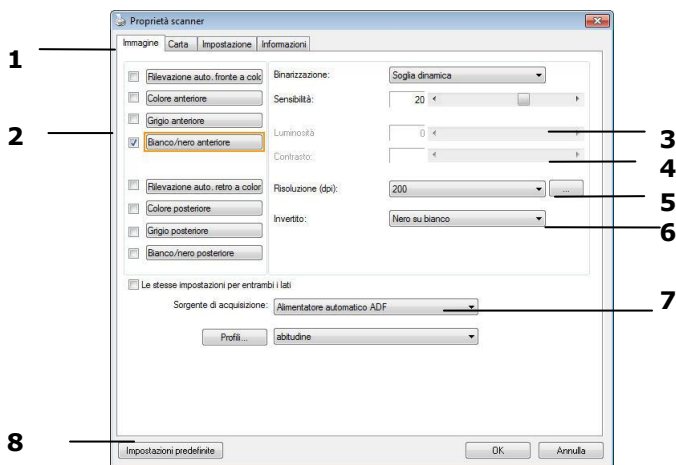 Proprietà scanner
Immagine Carta Impostazione Informazioni
1
2
Rilevazione auto. fronte a colc
Colore anteriore
Grigio anteriore
Bianco/nero anteriore
Rilevazione auto. retro a color
Colore posteriore
Grigio posteriore
Bianco/nero posteriore
Binarizzazione: Soglia dinamica
Sensibilità: 20
Luminosità 0
3
Contrasto:
4
Risoluzione (dpi): 200 ...
5
Invertito: Nero su bianco
6
Le stesse impostazioni per entrambi i lati
Sorgente di acquisizione: Alimentatore automatico ADF
7
Profili... abitudine
8
Impostazioni predefinite OK Annulla